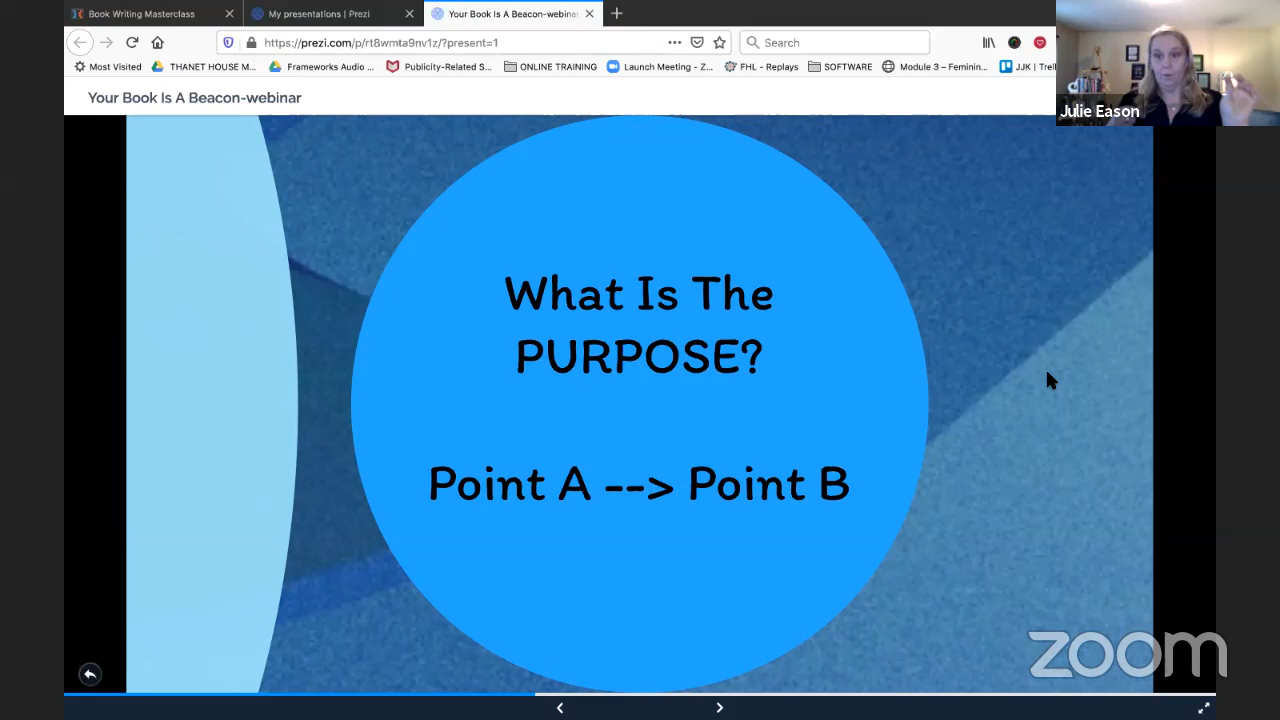 Book Writing Masterclass
My presentations | Prezi
Your Book Is A Beacon-webinar
https://prezi.com/p/rt8wmta9nv1z/?present=1
Search
Most Visited
THANET HOUSE M...
Frameworks Audio ...
Publicity-Related S...
ONLINE TRAINING
Launch Meeting - Z...
FHL - Replays
SOFTWARE
Module 3 – Feminin...
JJK | Trel
Your Book Is A Beacon-webinar
Julie Eason
What Is The
PURPOSE?
Point A --> Point B
zoom